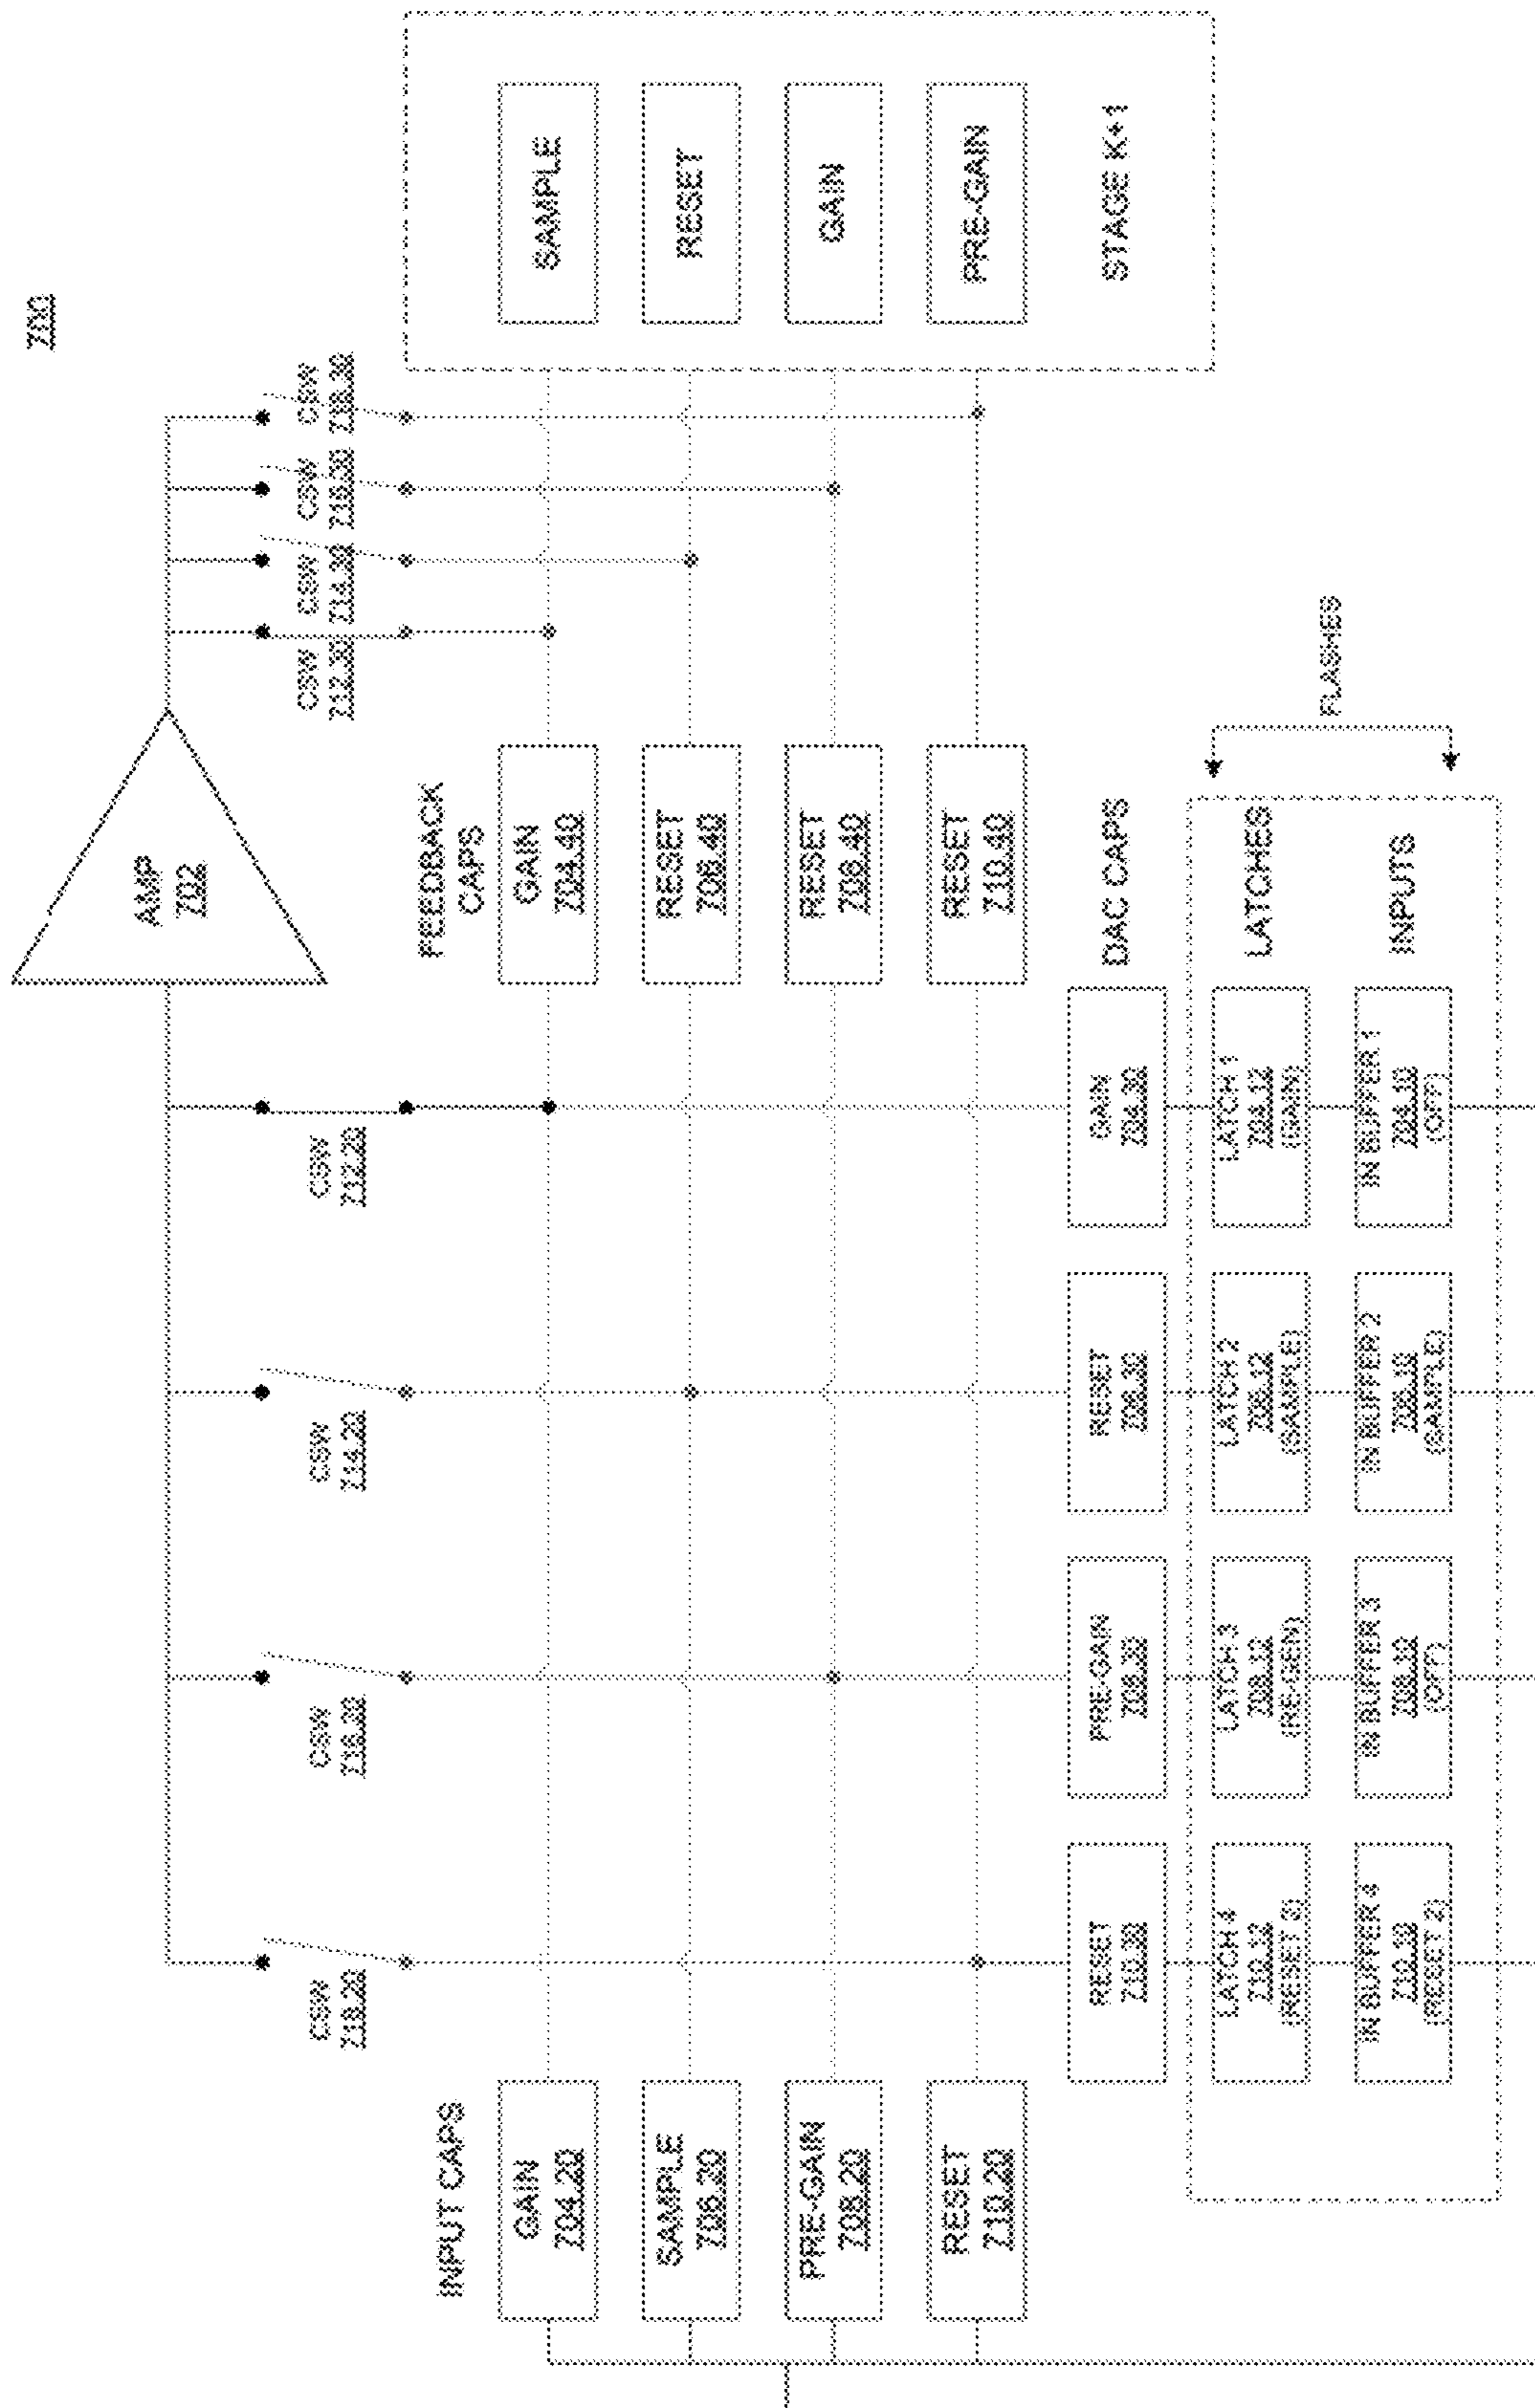 700
AMP
702
CSW
718.20
CSW
716.20
CSW
714.20
CSW
712.20
CSW
712.30
CSW
714.30
CSW
716.30
CSW
718.30
INPUT CAPS
GAIN
704.20
SAMPLE
706.20
PRE-GAIN
708.20
RESET
710.20
FEEDBACK
CAPS
GAIN
704.40
RESET
706.40
RESET
708.40
RESET
710.40
SAMPLE
RESET
GAIN
PRE-GAIN
STAGE K+1
RESET
710.30
PRE-GAIN
708.30
RESET
706.30
GAIN
704.30
DAC CAPS
LATCH 4
710.12
(RESET 2)
LATCH 3
708.12
(RE-GEN)
LATCH 2
706.12
(SAMPLE)
LATCH 1
704.12
(GAIN)
LATCHES
IN BUFFER 4
710.10
IN BUFFER 3
708.10
(OFF)
IN BUFFER 2
706.10
(SAMPLE)
IN BUFFER 1
704.10
(OFF)
INPUTS
FLASHES